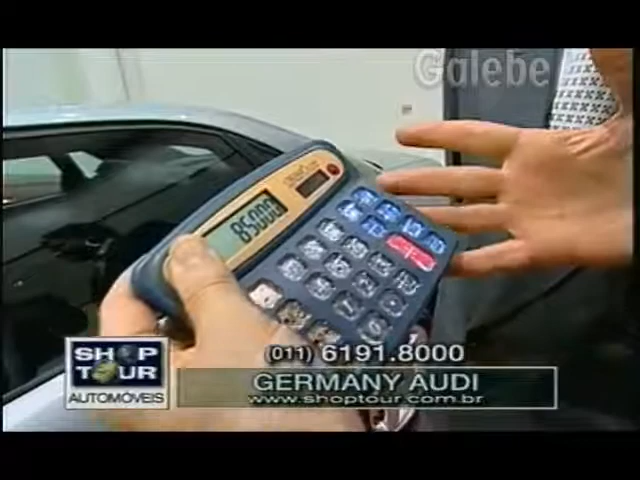 Galebe
85000
(011) 6191.8000
SHOP
TOUR
AUTOMÓVEIS
GERMANY AUDI
www.shoptour.com.br